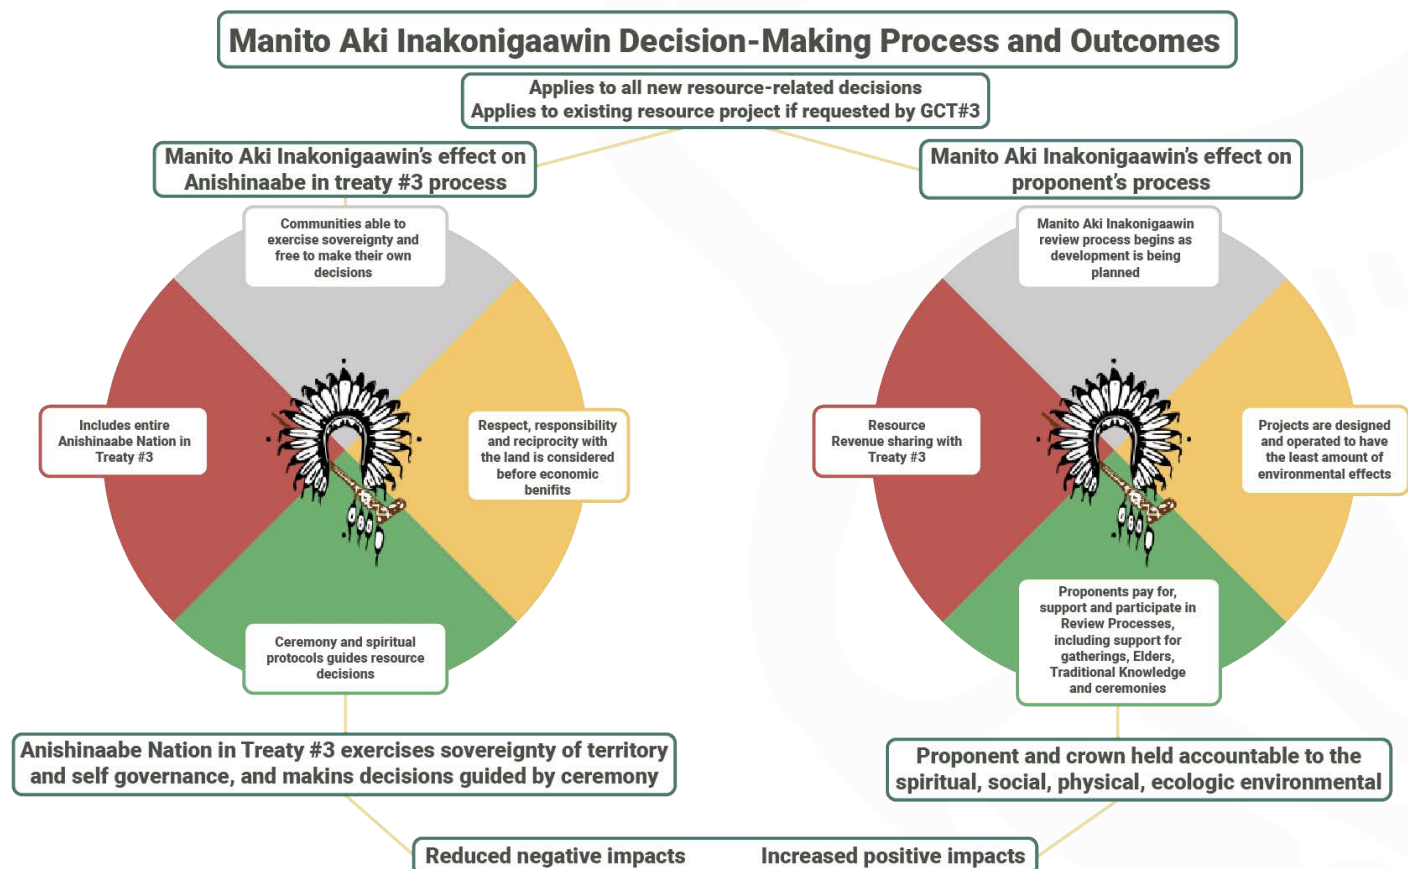 Manito Aki Inakonigaawin Decision-Making Process and Outcomes
Applies to all new resource-related decisions
Applies to existing resource project if requested by GCT#3
Manito Aki Inakonigaawin's effect on
Anishinaabe in treaty #3 process
Communities able to
exercise sovereignty and
free to make their own
decisions
Includes entire
Anishinaabe Nation in
Treaty #3
Respect, responsibility
and reciprocity with
the land is considered
before economic
benifits
Ceremony and spiritual
protocols guides resource
decisions
Anishinaabe Nation in Treaty #3 exercises sovereignty of territory
and self governance, and makins decisions guided by ceremony
Manito Aki Inakonigaawin's effect on
proponent's process
Manito Aki Inakonigaawin
review process begins as
development is being
planned
Resource
Revenue sharing with
Treaty #3
Projects are designed
and operated to have
the least amount of
environmental effects
Proponents pay for,
support and participate in
Review Processes,
including support for
gatherings, Elders,
Traditional Knowledge
and ceremonies
Proponent and crown held accountable to the
spiritual, social, physical, ecologic environmental
Reduced negative impacts
Increased positive impacts